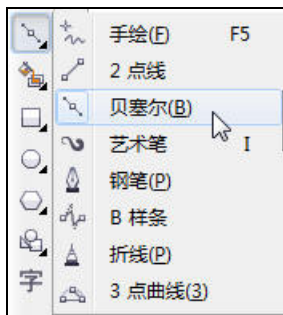 手绘(F) F5
2 点线
贝塞尔(B)
艺术笔 I
钢笔(P)
B 样条
折线(P)
3 点曲线(3)
字